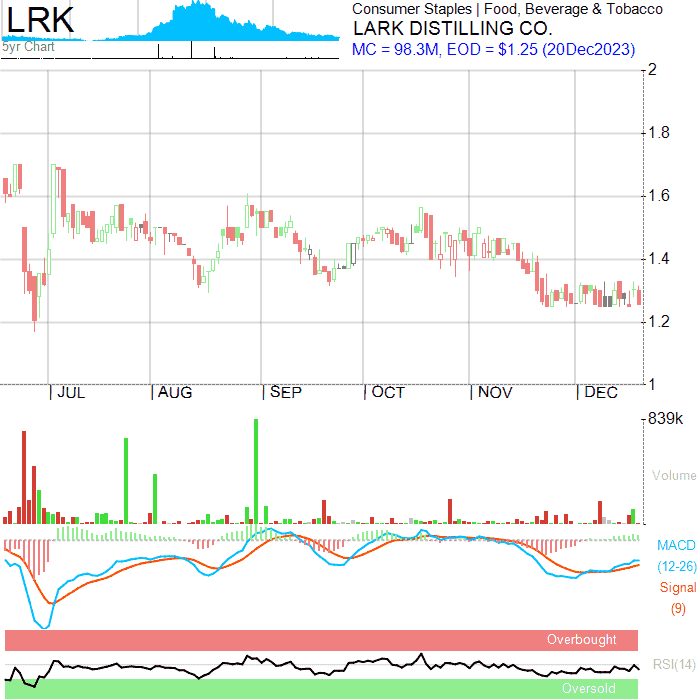 LRK
5yr Chart
Consumer Staples | Food, Beverage & Tobacco
LARK DISTILLING CO.
MC = 98.3M, EOD = $1.25 (20Dec2023)
2
1.8
1.6
1.4
1.2
1
JUL
AUG
SEP
OCT
NOV
DEC
839k
Volume
MACD
(12-26)
Signal
(9)
Overbought
RSI(14)
Oversold